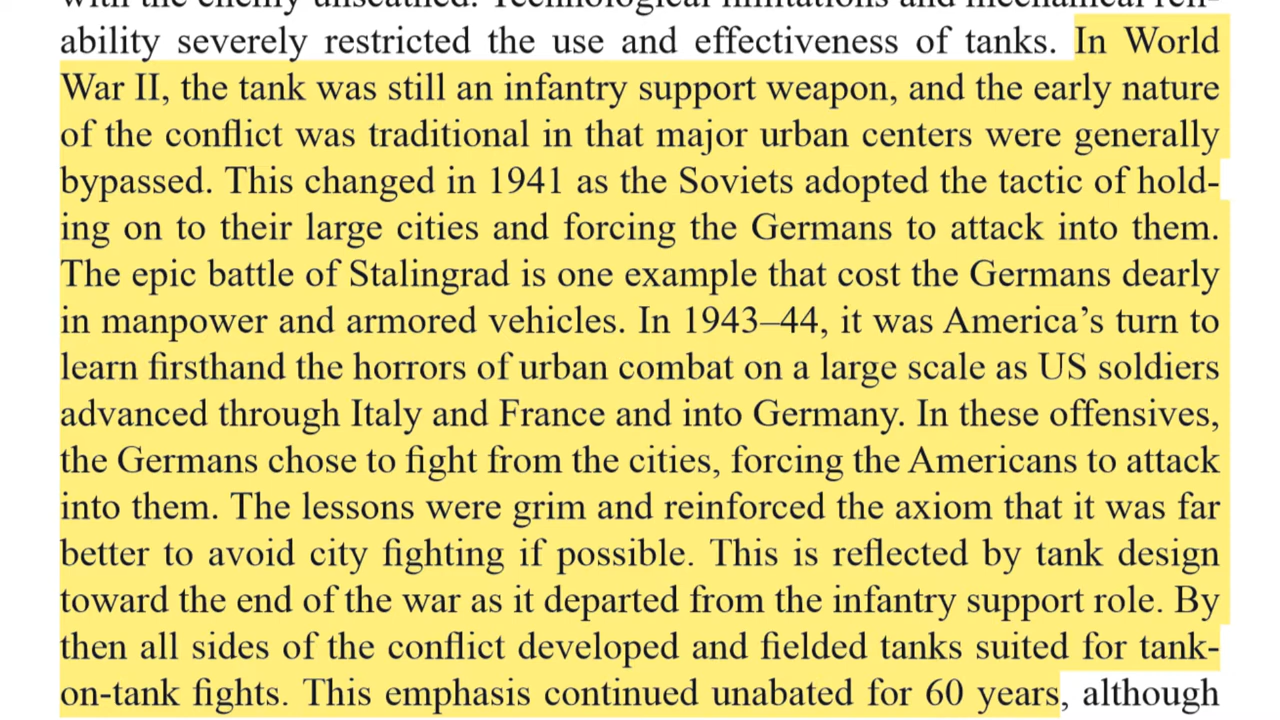 with the enemy unscathed. Technological limitations and mechanical reli-
ability severely restricted the use and effectiveness of tanks. In World
War II, the tank was still an infantry support weapon, and the early nature
of the conflict was traditional in that major urban centers were generally
bypassed. This changed in 1941 as the Soviets adopted the tactic of hold-
ing on to their large cities and forcing the Germans to attack into them.
The epic battle of Stalingrad is one example that cost the Germans dearly
in manpower and armored vehicles. In 1943–44, it was America’s turn to
learn firsthand the horrors of urban combat on a large scale as US soldiers
advanced through Italy and France and into Germany. In these offensives,
the Germans chose to fight from the cities, forcing the Americans to attack
into them. The lessons were grim and reinforced the axiom that it was far
better to avoid city fighting if possible. This is reflected by tank design
toward the end of the war as it departed from the infantry support role. By
then all sides of the conflict developed and fielded tanks suited for tank-
on-tank fights. This emphasis continued unabated for 60 years, although